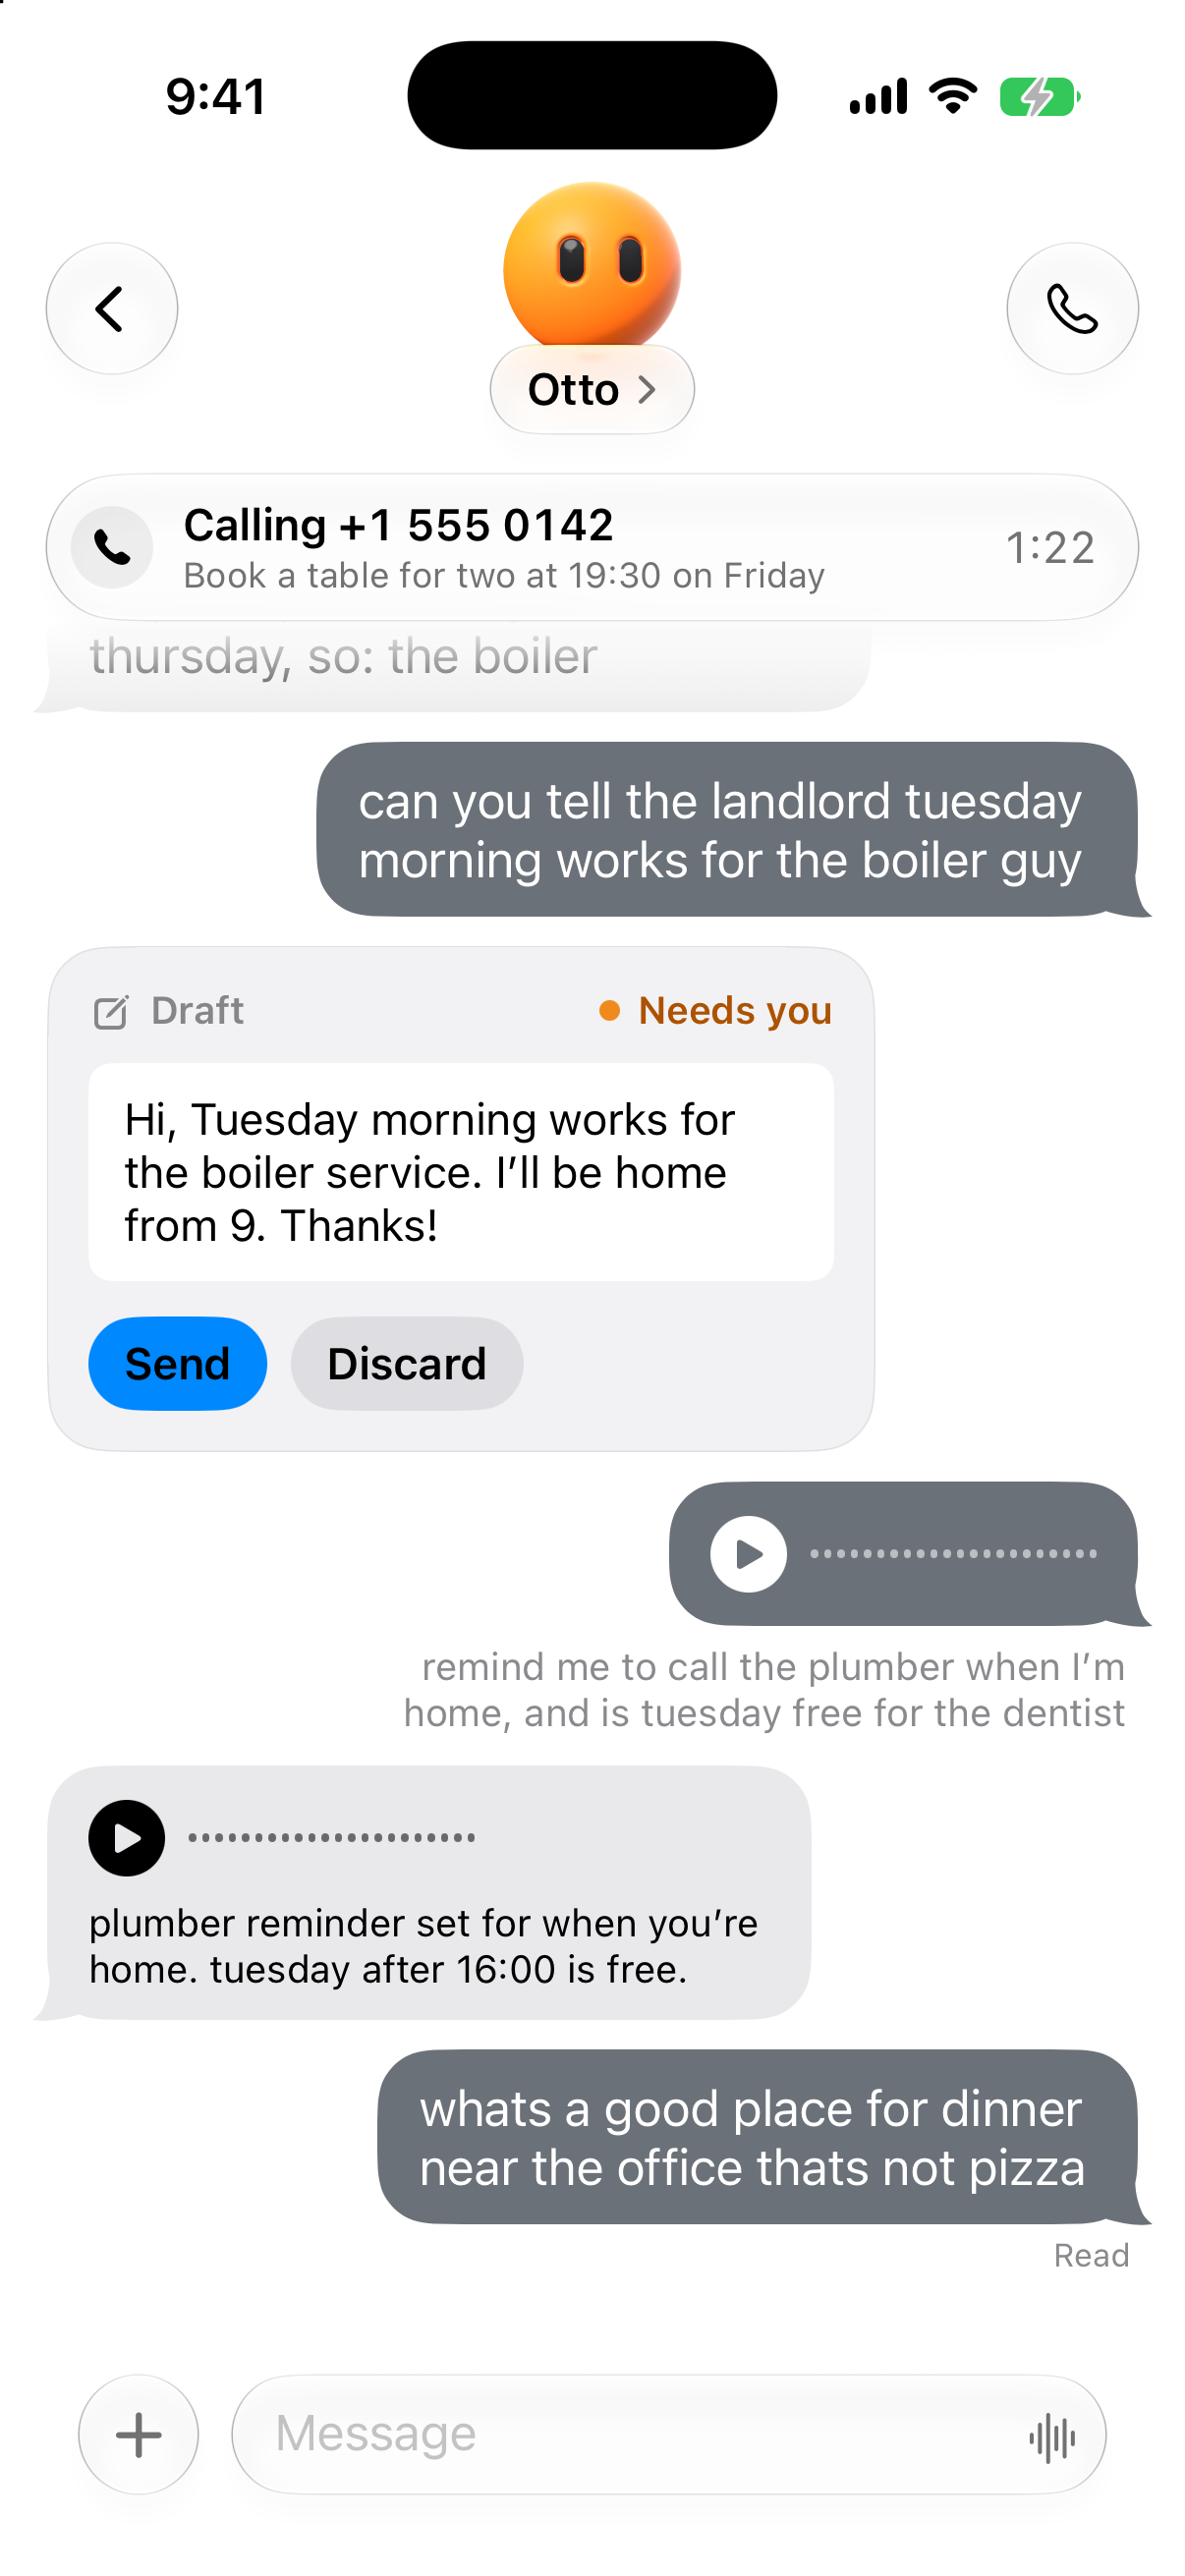 9:41
Otto
Calling +1 555 0142
Book a table for two at 19:30 on Friday
1:22
thursday, so: the boiler
can you tell the landlord tuesday
morning works for the boiler guy
Draft
Needs you
Hi, Tuesday morning works for
the boiler service. I’ll be home
from 9. Thanks!
Send
Discard
remind me to call the plumber when I’m
home, and is tuesday free for the dentist
plumber reminder set for when you’re
home. tuesday after 16:00 is free.
whats a good place for dinner
near the office thats not pizza
Read
Message